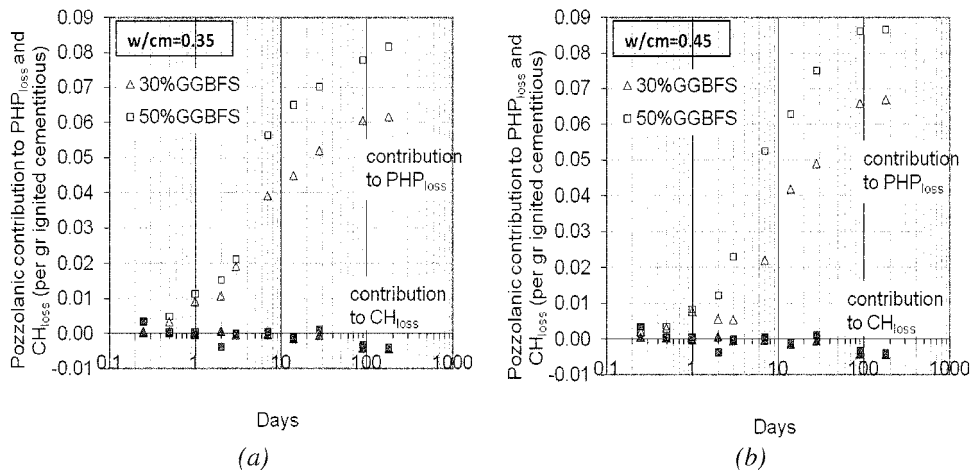 Pozzolanic contribution to PHPloss and
CHloss (per gr ignited cementitious)
0.09
0.08
0.07
0.06
0.05
0.04
0.03
0.02
0.01
0.00
-0.01
w/cm=0.35
△ 30%GGBFS
□ 50%GGBFS
contribution
to PHPloss
contribution
to CHloss
0.1
1
10
100
1000
Days
(a)
Pozzolanic contribution to PHPloss and
CHloss (per gr ignited cementitious)
0.09
0.08
0.07
0.06
0.05
0.04
0.03
0.02
0.01
0.00
-0.01
w/cm=0.45
△ 30%GGBFS
□ 50%GGBFS
contribution
to PHPloss
contribution
to CHloss
0.1
1
10
100
1000
Days
(b)